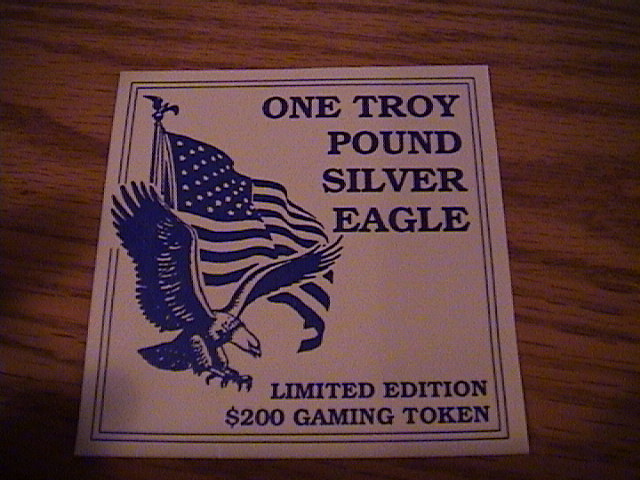 ONE TROY
POUND
SILVER
EAGLE
LIMITED EDITION
$200 GAMING TOKEN